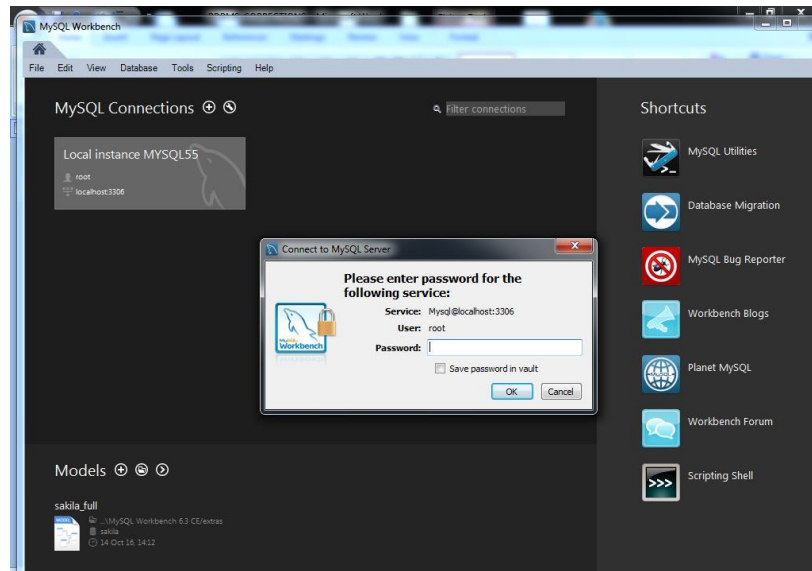 MySQL Workbench
File Edit View Database Tools Scripting Help
MySQL Connections
Filter connections
Local instance MYSQL55
root
localhost:3306
Connect to MySQL Server
Please enter password for the
following service:
Service: Mysql@localhost:3306
User: root
Password:
Save password in vault
OK Cancel
MySQL
Workbench
Shortcuts
MySQL Utilities
Database Migration
MySQL Bug Reporter
Workbench Blogs
Planet MySQL
Workbench Forum
Scripting Shell
Models
sakila_full
...\MySQL Workbench 6.3 CE/extras
sakila
14 Oct 16, 14:12